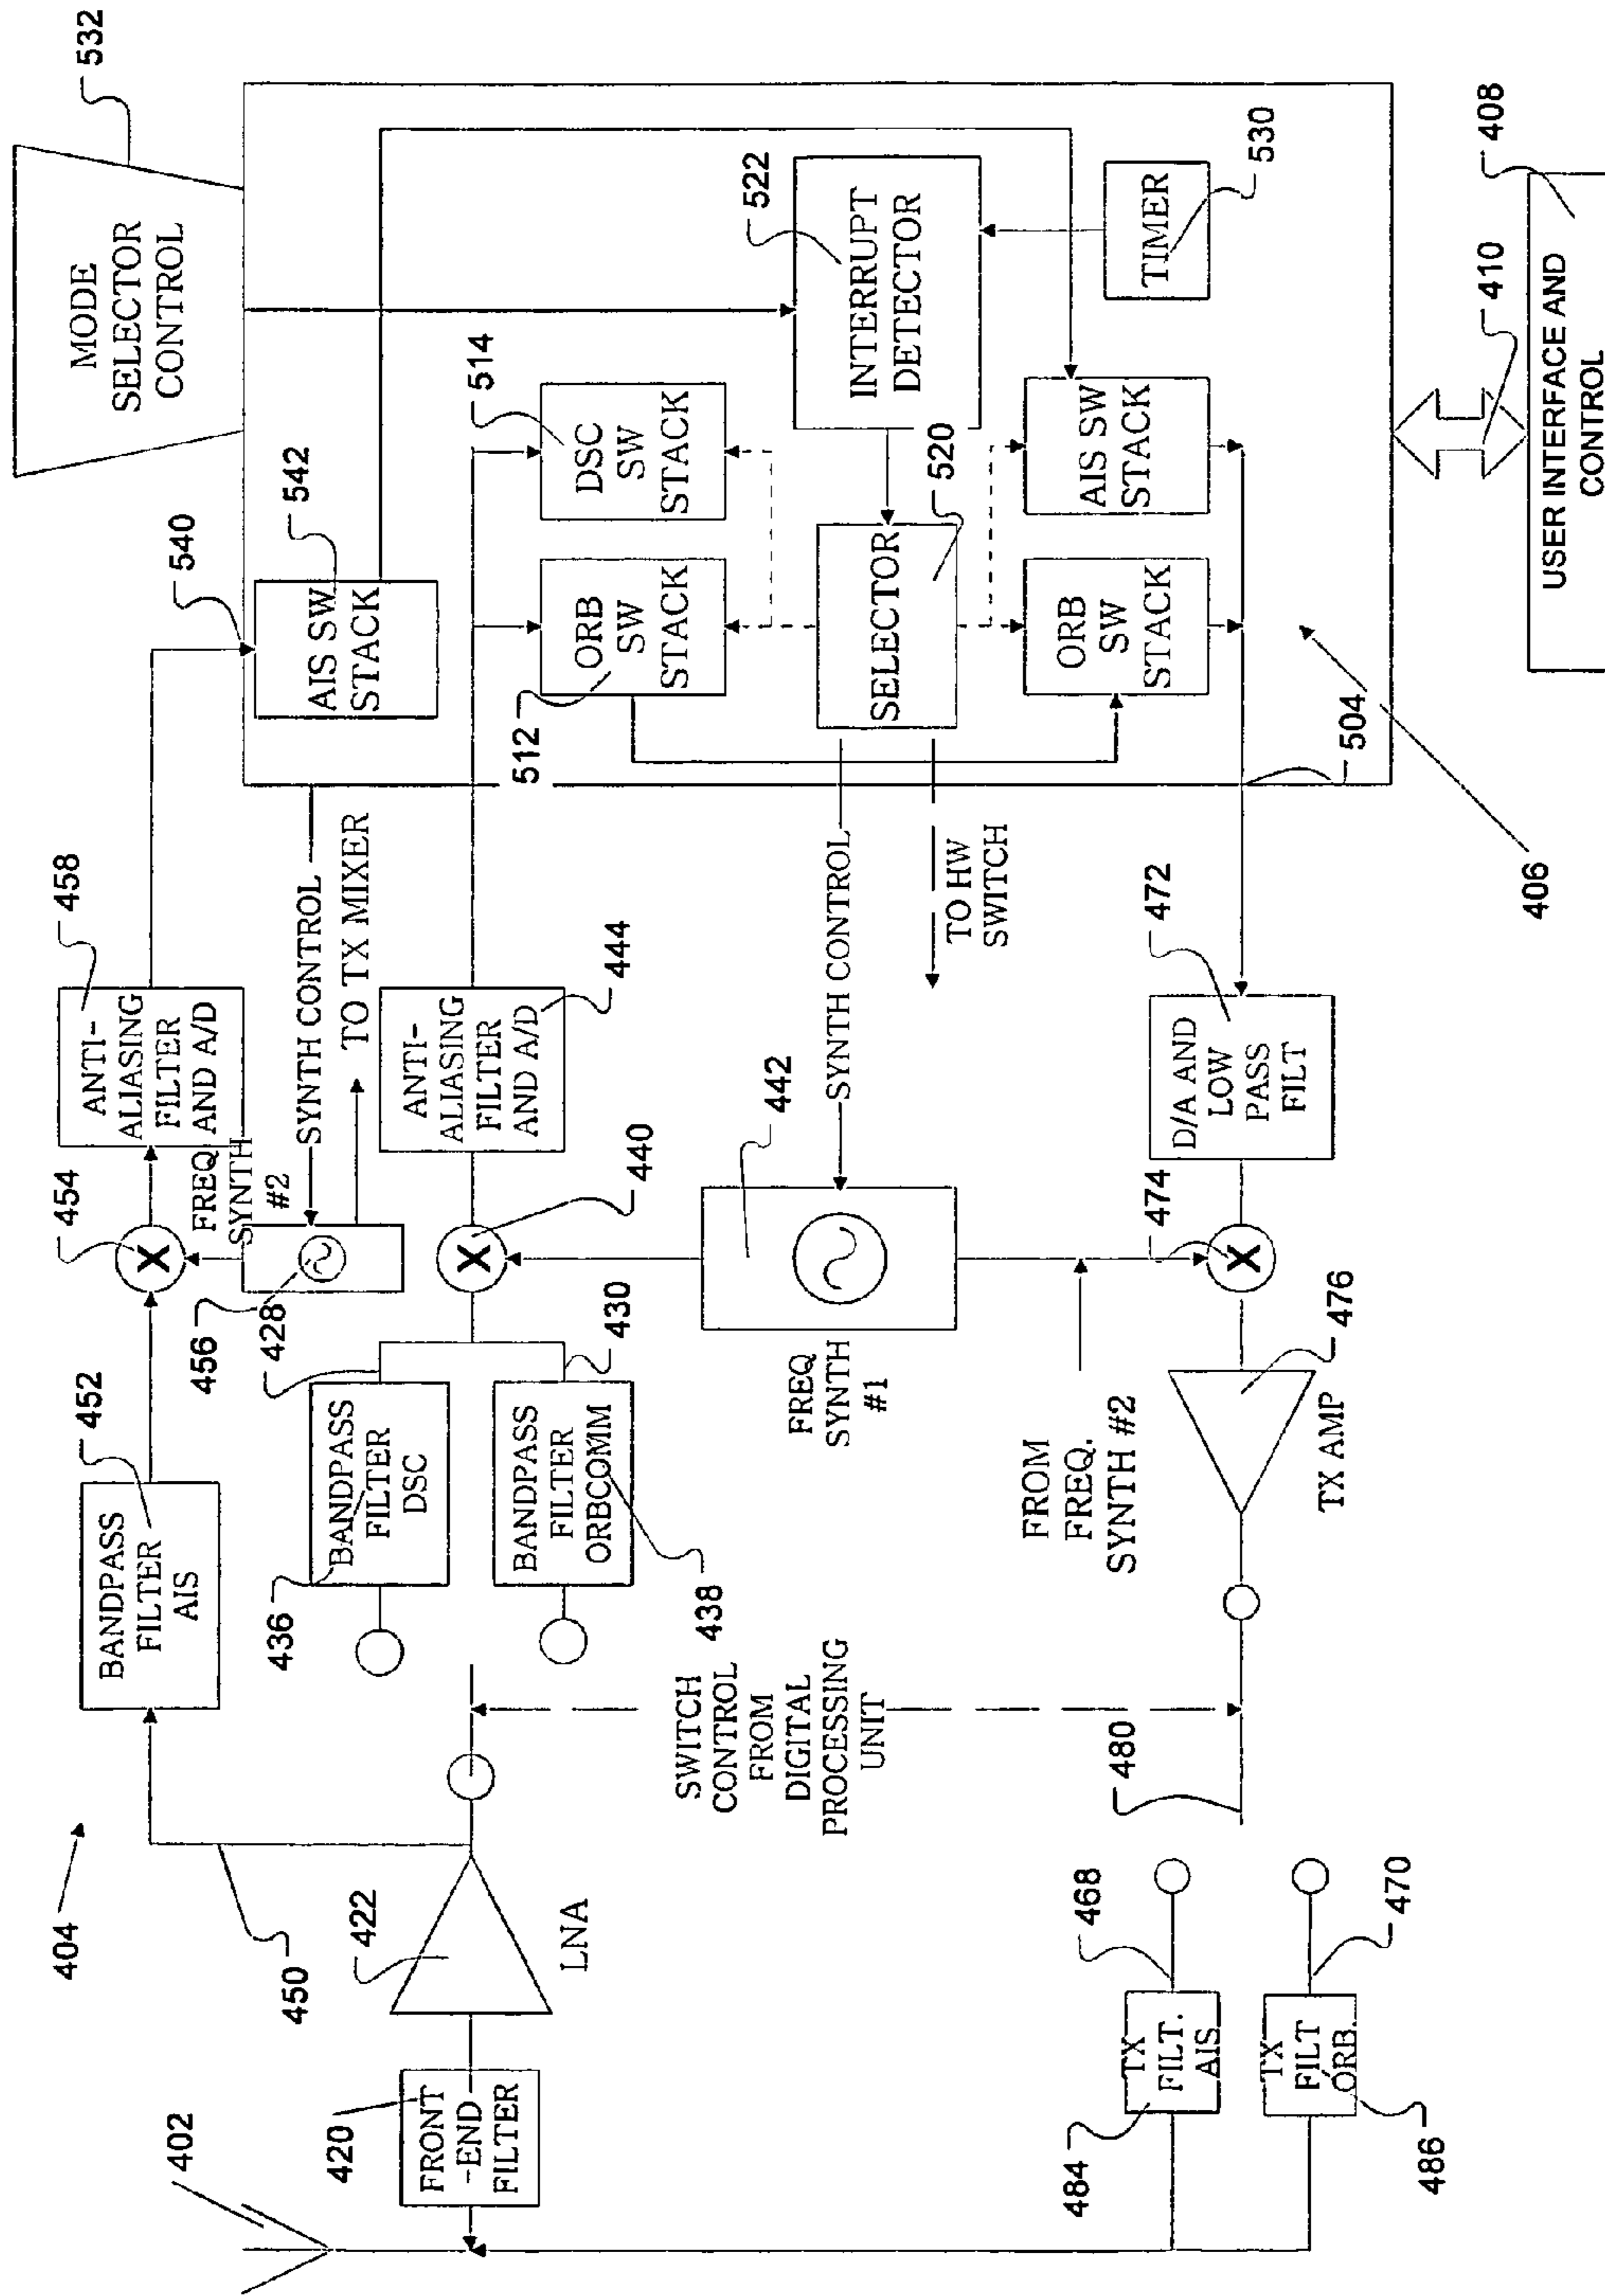 402
420
FRONT
-END
FILTER
422
LNA
404
450
452
BANDPASS
FILTER
AIS
454
456
FREQ
SYNTH
#2
458
ANTI-
ALIASING
FILTER
AND A/D
SYNTH CONTROL
TO TX MIXER
428
436
BANDPASS
FILTER
DSC
430
BANDPASS
FILTER
ORBCOMM
438
440
444
ANTI-
ALIASING
FILTER
AND A/D
SWITCH
CONTROL
FROM
DIGITAL
PROCESSING
UNIT
442
FREQ
SYNTH
#1
SYNTH CONTROL
TO HW
SWITCH
FROM
FREQ.
SYNTH #2
480
468
470
TX
FILT.
AIS
484
TX
FILT
ORB.
486
TX AMP
476
474
472
D/A AND
LOW
PASS
FILT
MODE
SELECTOR
CONTROL
532
540
542
AIS SW
STACK
512
ORB
SW
STACK
514
DSC
SW
STACK
522
INTERRUPT
DETECTOR
520
SELECTOR
530
TIMER
ORB
SW
STACK
AIS SW
STACK
504
406
410
408
USER INTERFACE AND
CONTROL